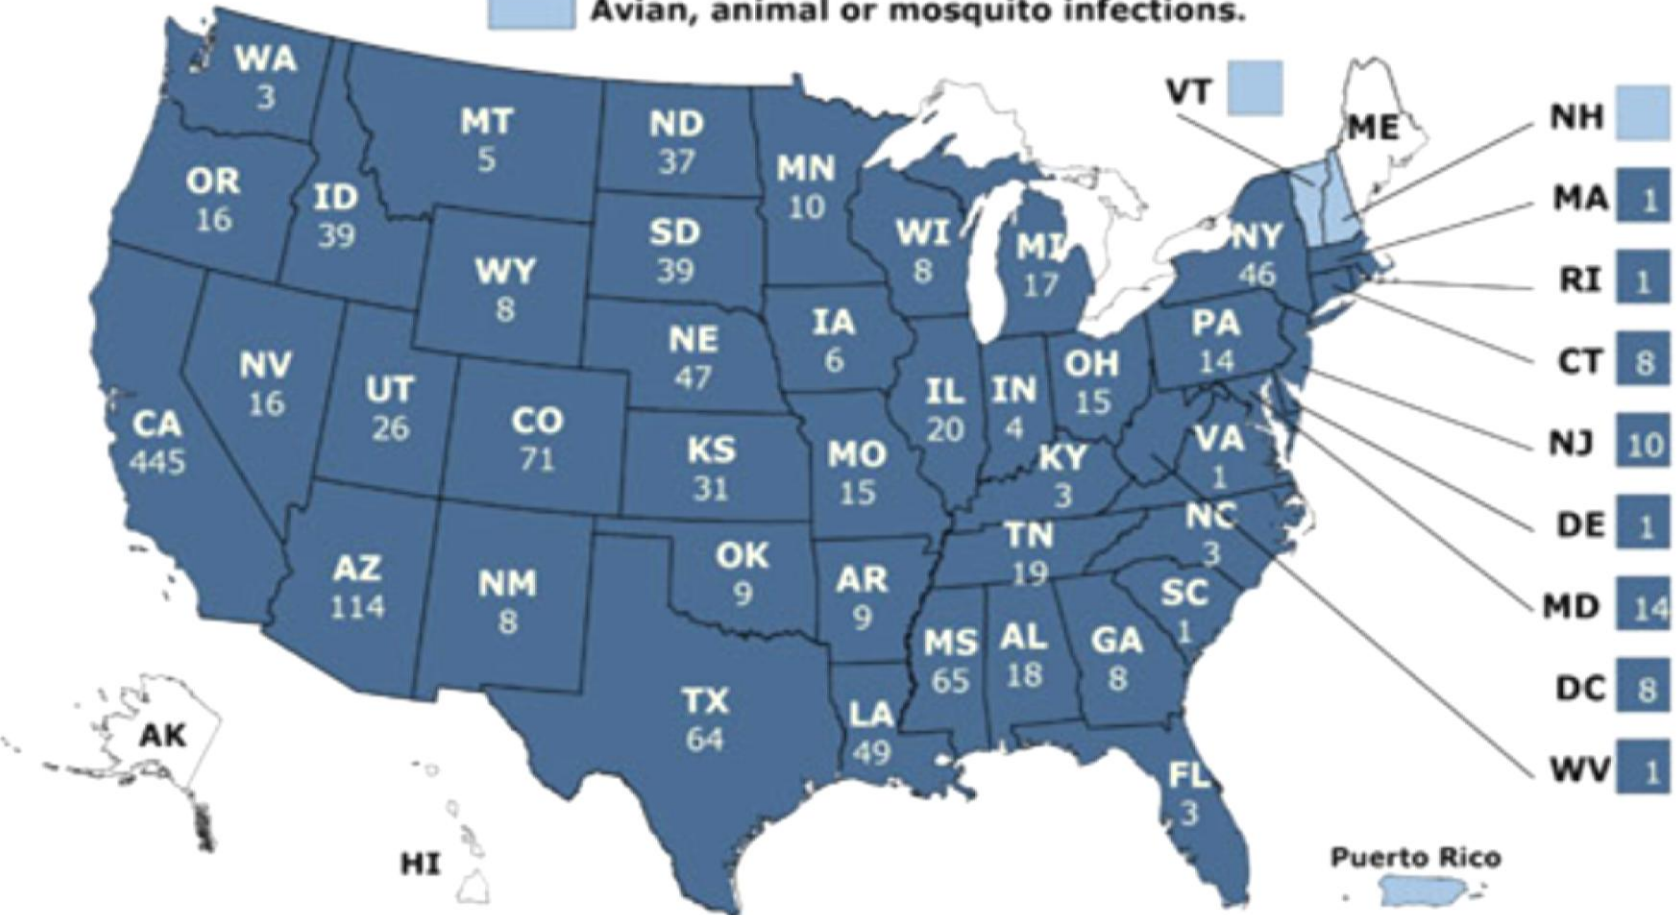 Avian, animal or mosquito infections.
WA
3
MT
5
ND
37
MN
10
VT
ME
NH
OR
16
ID
39
WY
8
SD
39
WI
8
MI
17
NY
46
MA 1
RI 1
CT 8
NJ 10
DE 1
MD 14
DC 8
WV 1
NV
16
UT
26
CO
71
NE
47
IA
6
IL
20
IN
4
OH
15
PA
14
CA
445
KS
31
MO
15
KY
3
VA
1
AZ
114
NM
8
OK
9
AR
9
TN
19
NC
3
SC
1
TX
64
LA
49
MS
65
AL
18
GA
8
FL
3
AK
HI
Puerto Rico